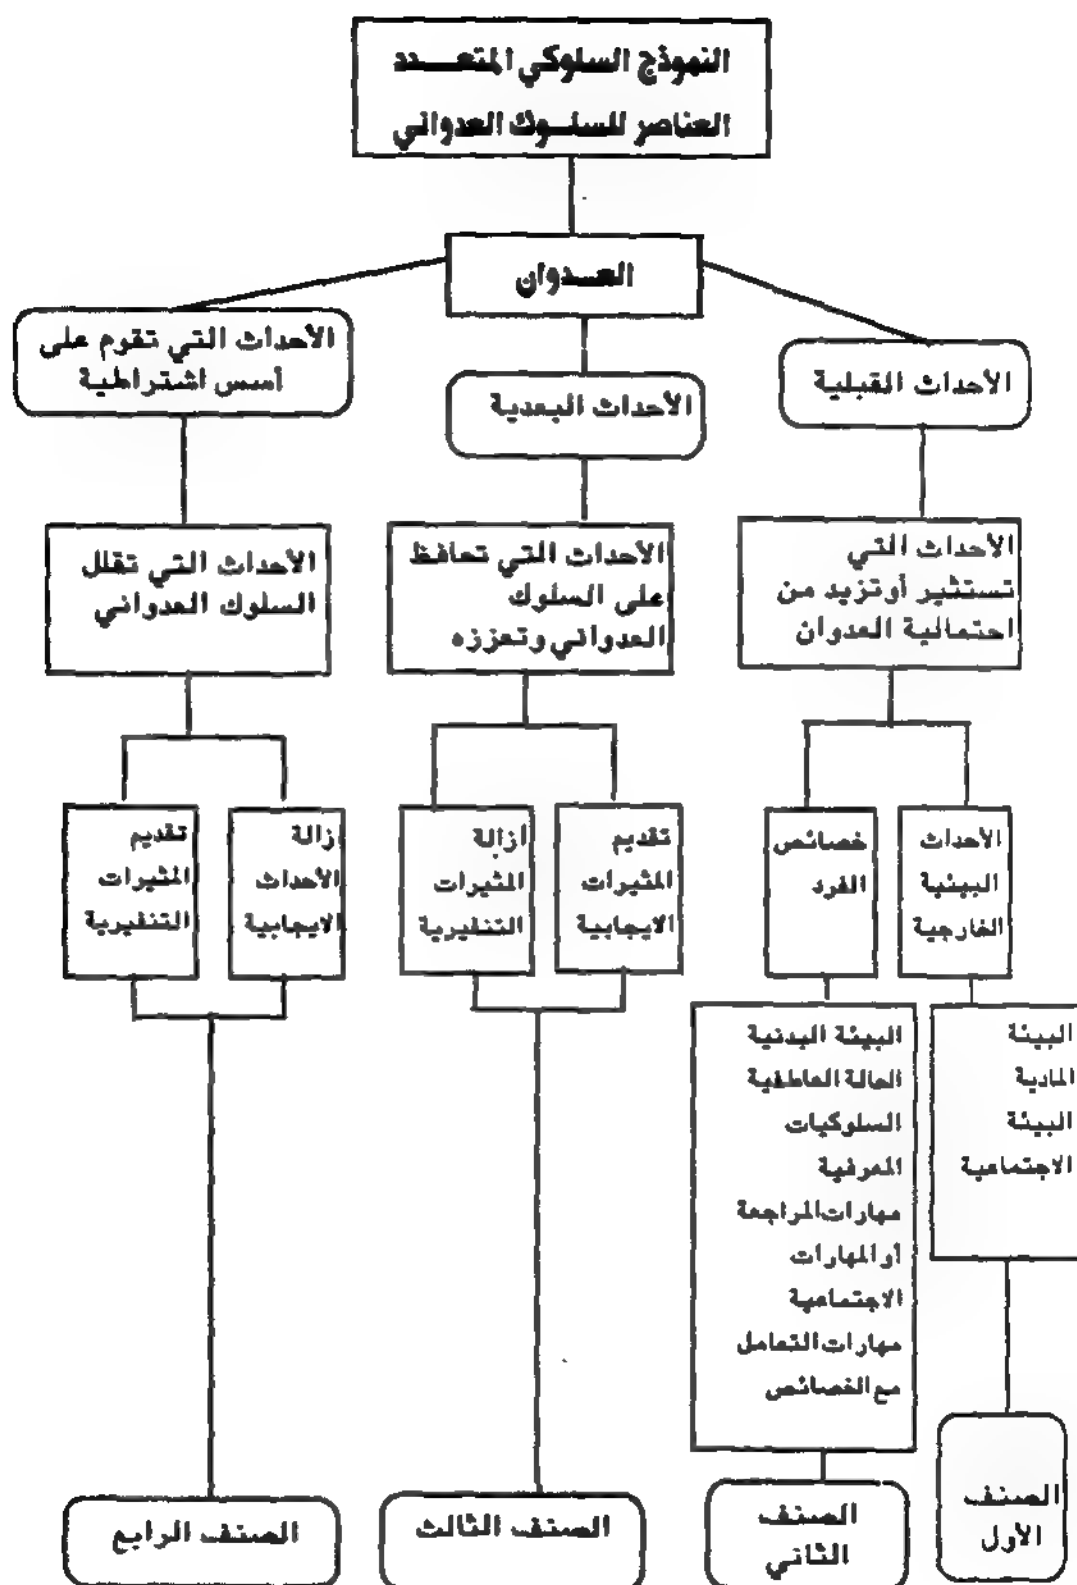 النموذج السلوكي المتعـــدد
العناصر للسلــوك العدواني
العــدوان
الأحداث القبلية
الأحداث البعدية
الأحداث التي تقوم على
أسس اشتراطية
الأحداث التي
تستثير أوتزيد من
احتمالية العدوان
الأحداث التي تحافظ
على السلوك
العدواني وتعززه
الأحداث التي تقلل
السلوك العدواني
الأحداث
البيئية
الخارجية
خصائص
الفرد
تقديم
المثيرات
الايجابية
ازالة
المثيرات
التنفيرية
زالة
الأحداث
الايجابية
تقديم
المثيرات
التنفيرية
البيئة
المادية
البيئة
الاجتماعية
البيئة البدنية
الحالة العاطفية
السلوكيات
المعرفية
مهارات المراجعة
أو المهارات
الاجتماعية
مهارات التعامل
مع الخصائص
الصنف
الأول
الصنف
الثاني
الصنف الثالث
الصنف الرابع